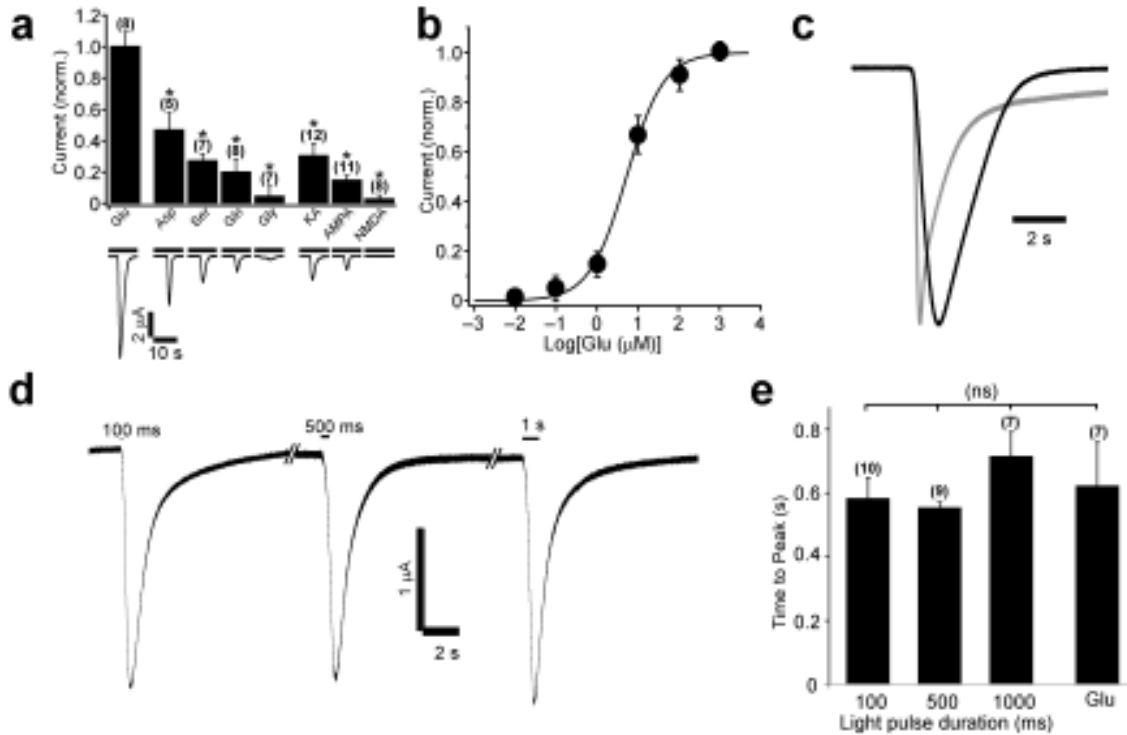 a
Current (norm.)
1.2
1.0
0.8
0.6
0.4
0.2
0
(8)
*
(5)
*
(7)
*
(8)
*
(7)
*
(12)
*
(11)
*
(8)
Glu
Asp
Ser
Gln
Gly
KA
AMPA
NMDA
2 µA
10 s
b
Current (norm.)
1.0
0.8
0.6
0.4
0.2
0
−3
−2
−1
0
1
2
3
4
Log[Glu (µM)]
c
2 s
d
100 ms
500 ms
1 s
1 µA
2 s
e
(ns)
Time to Peak (s)
0.8
0.6
0.4
0.2
0
(10)
(9)
(7)
(7)
100
500
1000
Glu
Light pulse duration (ms)